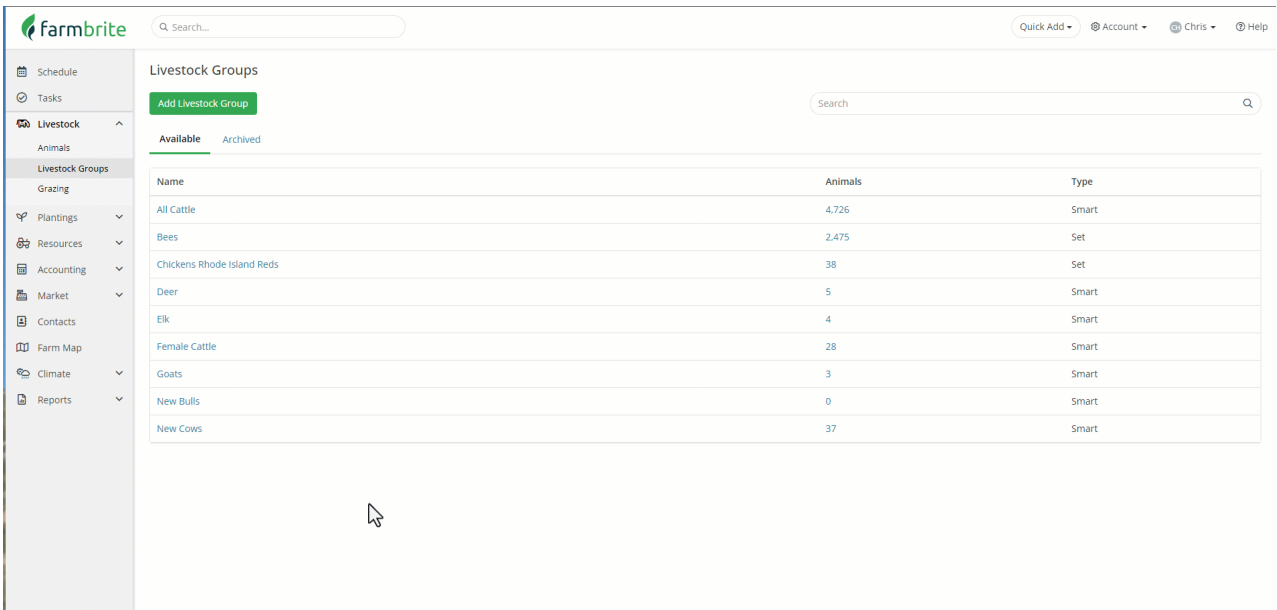 farmbrite
Search...
Quick Add
Account
CH Chris
Help
Schedule
Tasks
Livestock
Animals
Livestock Groups
Grazing
Plantings
Resources
Accounting
Market
Contacts
Farm Map
Climate
Reports
Livestock Groups
Add Livestock Group
Search
Available Archived
Name Animals Type
All Cattle 4,726 Smart
Bees 2,475 Set
Chickens Rhode Island Reds 38 Set
Deer 5 Smart
Elk 4 Smart
Female Cattle 28 Smart
Goats 3 Smart
New Bulls 0 Smart
New Cows 37 Smart